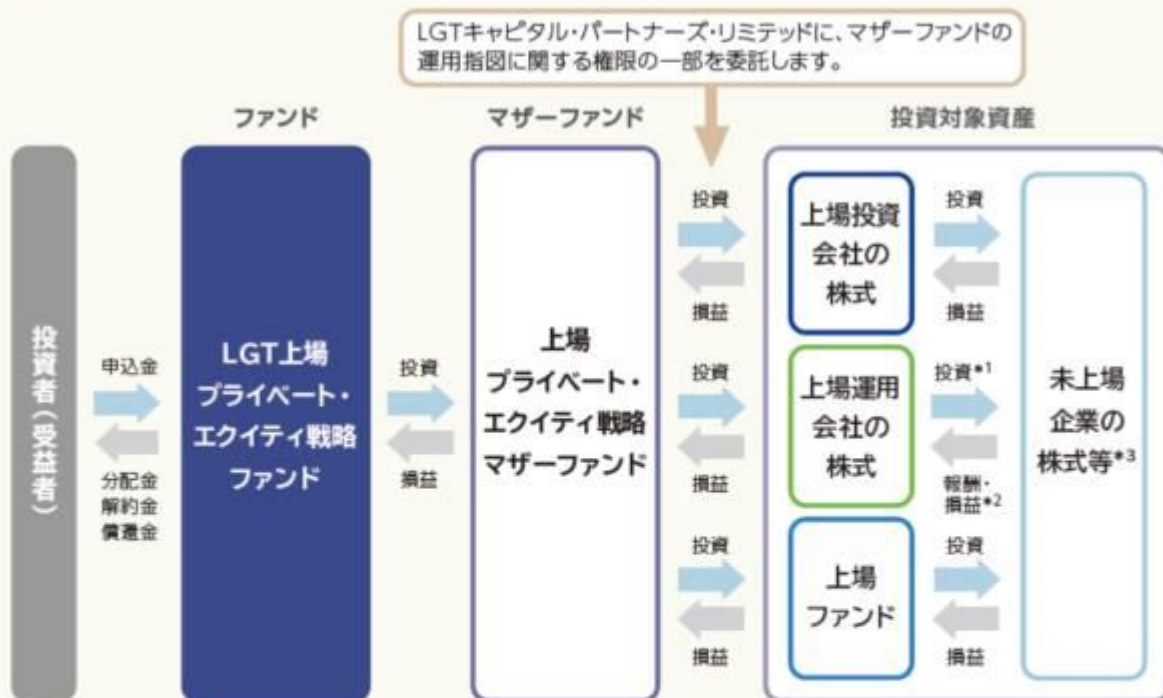 LGTキャピタル・パートナーズ・リミテッドに、マザーファンドの
運用指図に関する権限の一部を委託します。
ファンド
マザーファンド
投資対象資産
投資者(受益者)
申込金
分配金
解約金
償還金
LGT上場
プライベート・
エクイティ戦略
ファンド
投資
損益
上場
プライベート・
エクイティ戦略
マザーファンド
投資
損益
投資
損益
投資
損益
上場投資
会社の
株式
上場運用
会社の
株式
上場
ファンド
投資
損益
投資*1
報酬・
損益*2
投資
損益
未上場
企業の
株式等*3